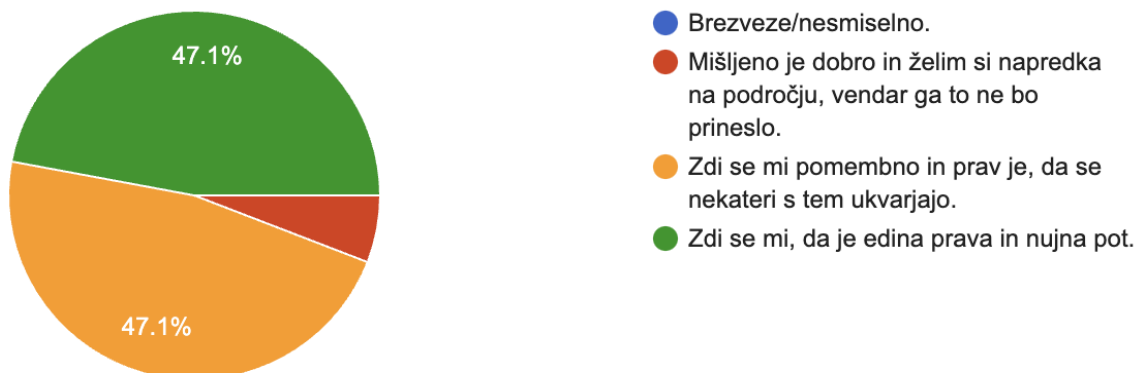 47.1%
47.1%
Brezveze/nesmiselno.
Mišljeno je dobro in želim si napredka
na področju, vendar ga to ne bo
prineslo.
Zdi se mi pomembno in prav je, da se
nekateri s tem ukvarjajo.
Zdi se mi, da je edina prava in nujna pot.